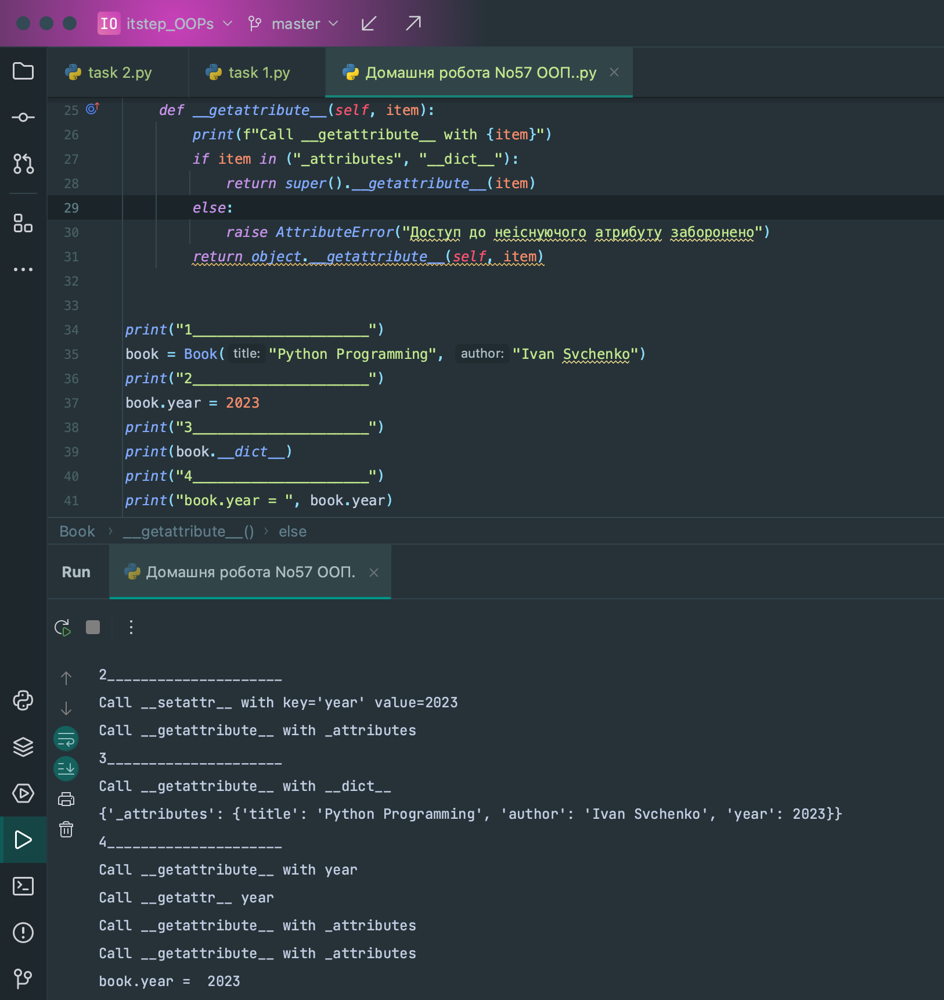 IO itstep_OOPs master
task 2.py task 1.py Домашня робота No57 ООП..py
25 def __getattribute__(self, item):
26 print(f"Call __getattribute__ with {item}")
27 if item in ("_attributes", "__dict__"):
28 return super().__getattribute__(item)
29 else:
30 raise AttributeError("Доступ до неіснуючого атрибуту заборонено")
31 return object.__getattribute__(self, item)
32
33
34 print("1_____________________")
35 book = Book( title: "Python Programming", author: "Ivan Svchenko")
36 print("2_____________________")
37 book.year = 2023
38 print("3_____________________")
39 print(book.__dict__)
40 print("4_____________________")
41 print("book.year = ", book.year)
Book › __getattribute__() › else
Run Домашня робота No57 ООП.
2_____________________
Call __setattr__ with key='year' value=2023
Call __getattribute__ with _attributes
3_____________________
Call __getattribute__ with __dict__
{'_attributes': {'title': 'Python Programming', 'author': 'Ivan Svchenko', 'year': 2023}}
4_____________________
Call __getattribute__ with year
Call __getattr__ year
Call __getattribute__ with _attributes
Call __getattribute__ with _attributes
book.year =  2023